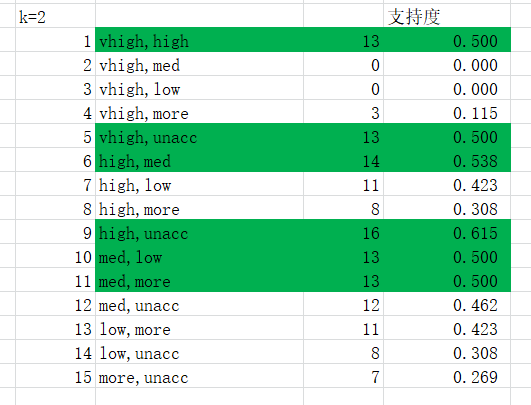 k=2 支持度
1 vhigh,high 13 0.500
2 vhigh,med 0 0.000
3 vhigh,low 0 0.000
4 vhigh,more 3 0.115
5 vhigh,unacc 13 0.500
6 high,med 14 0.538
7 high,low 11 0.423
8 high,more 8 0.308
9 high,unacc 16 0.615
10 med,low 13 0.500
11 med,more 13 0.500
12 med,unacc 12 0.462
13 low,more 11 0.423
14 low,unacc 8 0.308
15 more,unacc 7 0.269